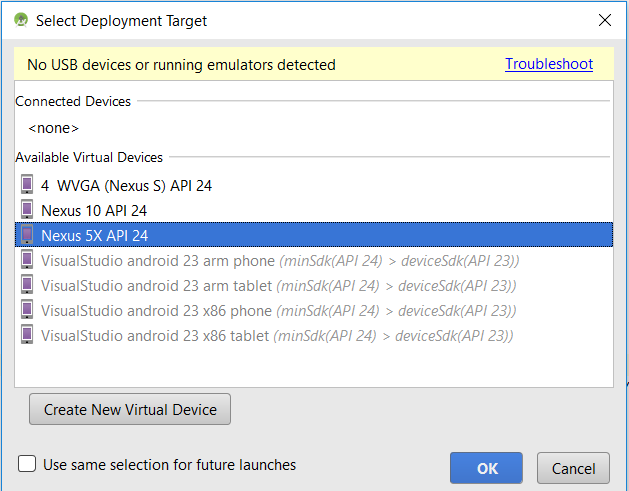 Select Deployment Target
No USB devices or running emulators detected Troubleshoot
Connected Devices
<none>
Available Virtual Devices
4 WVGA (Nexus S) API 24
Nexus 10 API 24
Nexus 5X API 24
VisualStudio android 23 arm phone (minSdk(API 24) > deviceSdk(API 23))
VisualStudio android 23 arm tablet (minSdk(API 24) > deviceSdk(API 23))
VisualStudio android 23 x86 phone (minSdk(API 24) > deviceSdk(API 23))
VisualStudio android 23 x86 tablet (minSdk(API 24) > deviceSdk(API 23))
Create New Virtual Device
Use same selection for future launches
OK Cancel